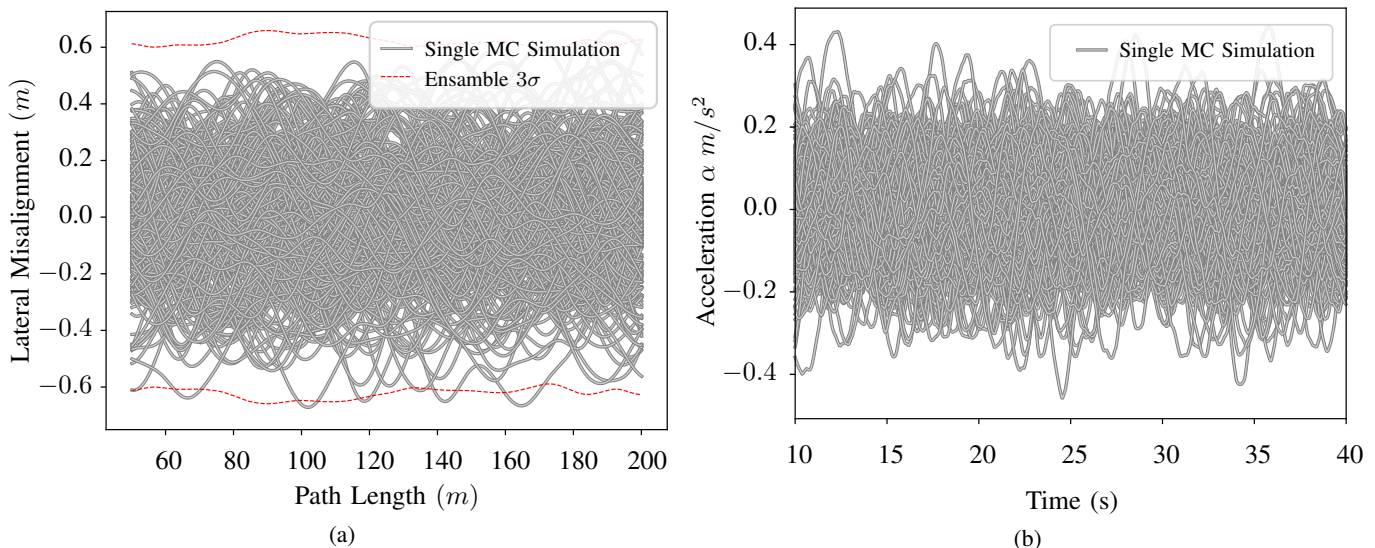 0.6
0.4
0.2
0.0
−0.2
−0.4
−0.6
Lateral Misalignment (m)
Single MC Simulation
Ensamble 3σ
60 80 100 120 140 160 180 200
Path Length (m)
(a)
0.4
0.2
0.0
−0.2
−0.4
Acceleration α m/s²
Single MC Simulation
10 15 20 25 30 35 40
Time (s)
(b)